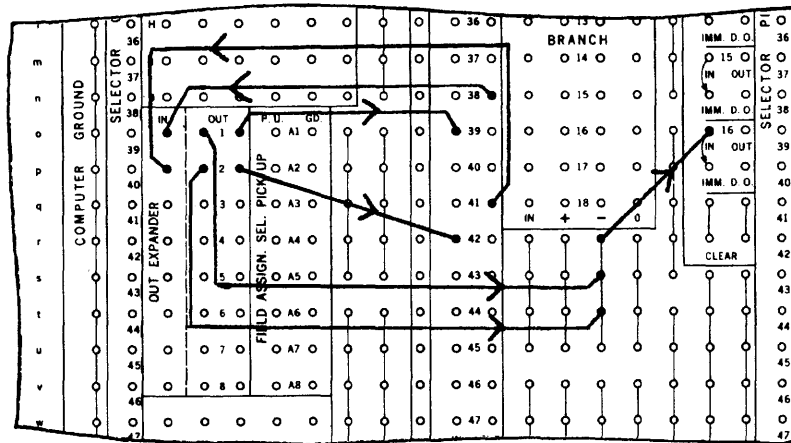 H 36 BRANCH 13 IMM. D.O. PI 36
36 37 14 15 37
m 37 IN OUT
n 37 38 15 IMM. D.O. 38
SELECTOR
38 IN OUT P.U. GD. 16
o 1 A1 39 16 IN OUT 39
39
p 2 A2 40 17 IMM. D.O. 40
40
q 3 A3 41 18 41
41 IN + – 0
r 4 A4 42 42
42 CLEAR
s 5 A5 43 43
43
t 6 A6 44 44
44
u 7 A7 45 45
45
v 8 A8 46 46
46
w 47 47
47
COMPUTER GROUND
SELECTOR
OUT EXPANDER
FIELD ASSIGN. SEL. PICK UP